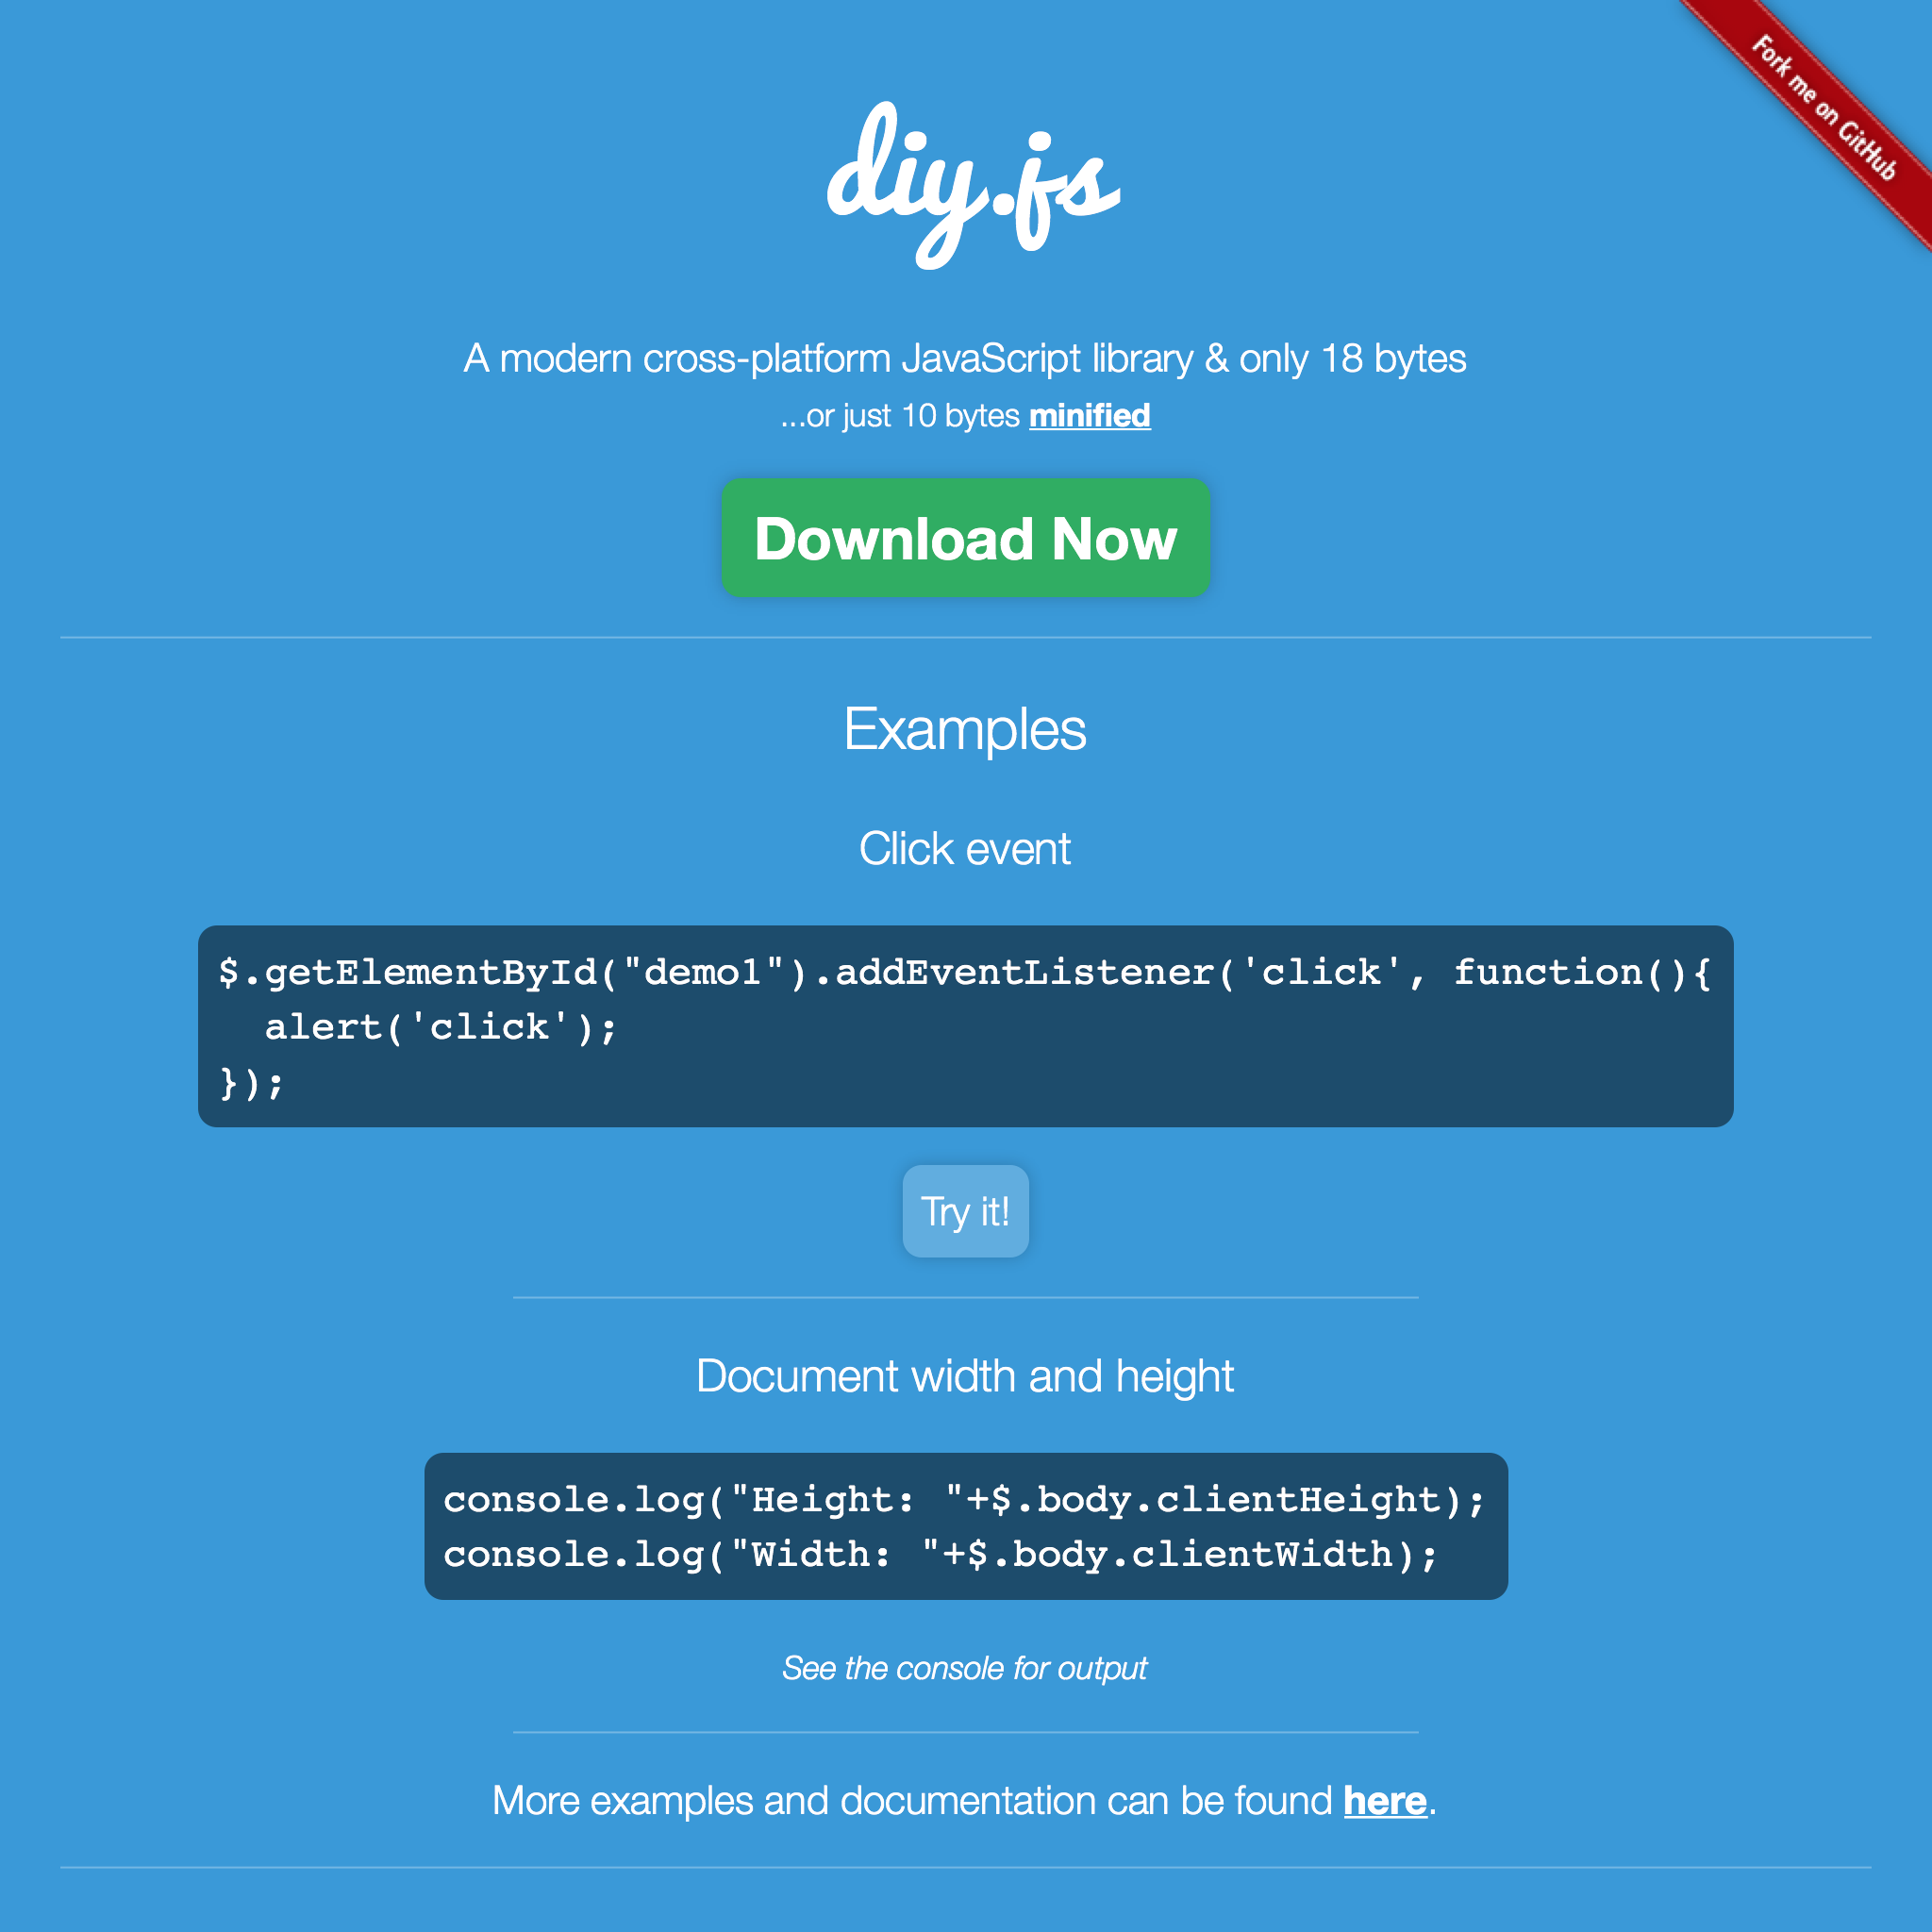 Fork me on GitHub
diy.js
A modern cross-platform JavaScript library & only 18 bytes
...or just 10 bytes minified
Download Now
Examples
Click event
$.getElementById("demo1").addEventListener('click', function(){
  alert('click');
});
Try it!
Document width and height
console.log("Height: "+$.body.clientHeight);
console.log("Width: "+$.body.clientWidth);
See the console for output
More examples and documentation can be found here.